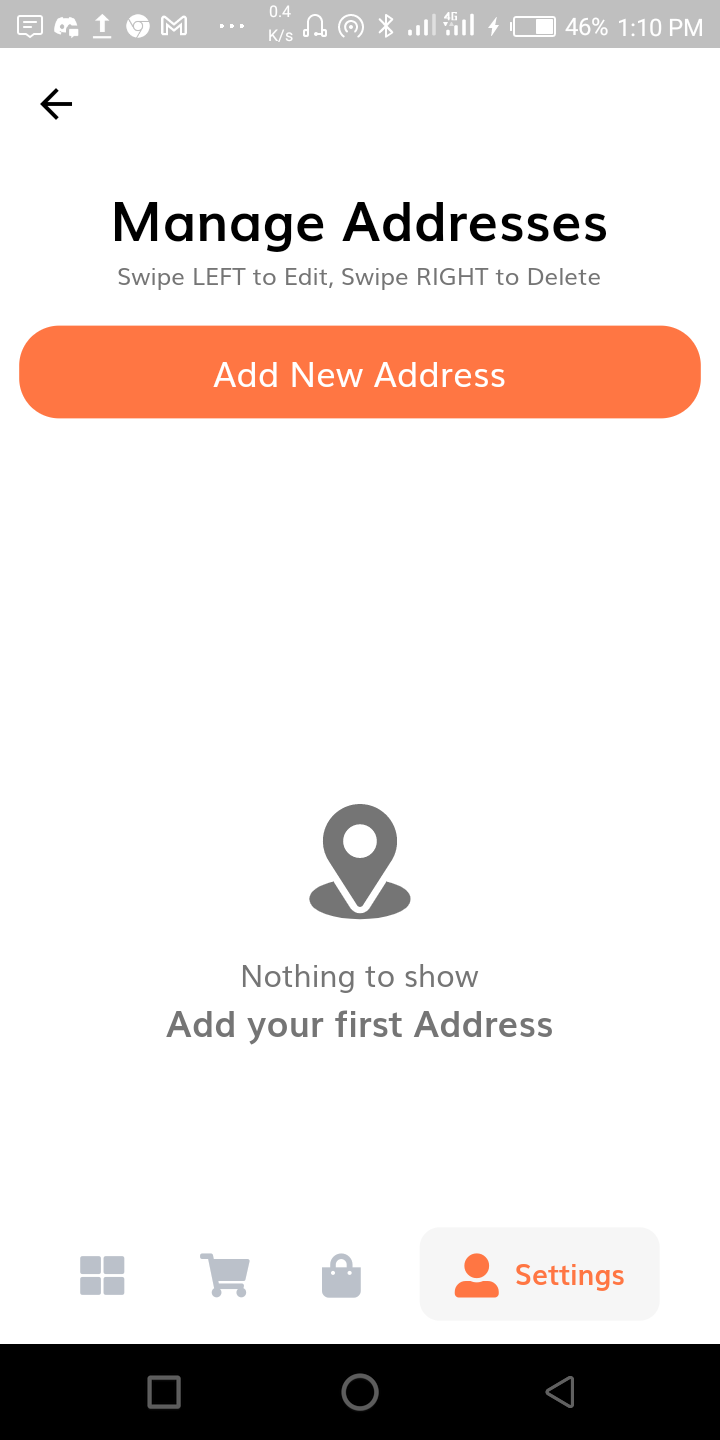 0.4
K/s
4G
46%
1:10 PM
Manage Addresses
Swipe LEFT to Edit, Swipe RIGHT to Delete
Add New Address
Nothing to show
Add your first Address
Settings